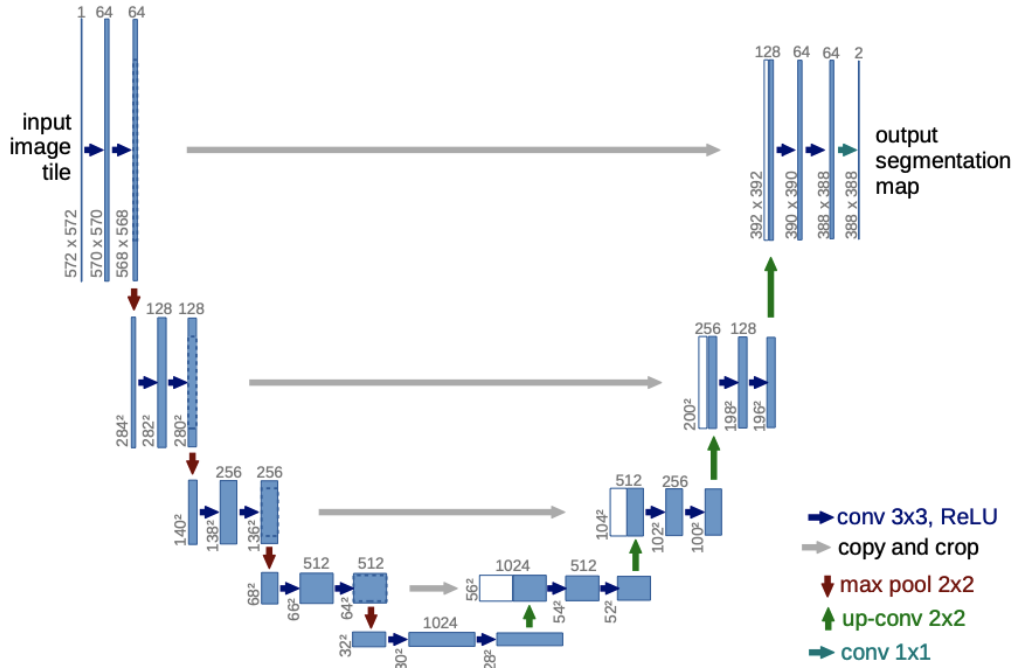 1 64 64
input
image
tile
572 x 572
570 x 570
568 x 568
128 64 64 2
output
segmentation
map
392 x 392
390 x 390
388 x 388
388 x 388
128 128
284²
282²
280²
256 128
200²
198²
196²
256 256
140²
138²
136²
512 256
104²
102²
100²
512 512
68²
66²
64²
1024 512
56²
54²
52²
1024
32²
30²
28²
conv 3x3, ReLU
copy and crop
max pool 2x2
up-conv 2x2
conv 1x1